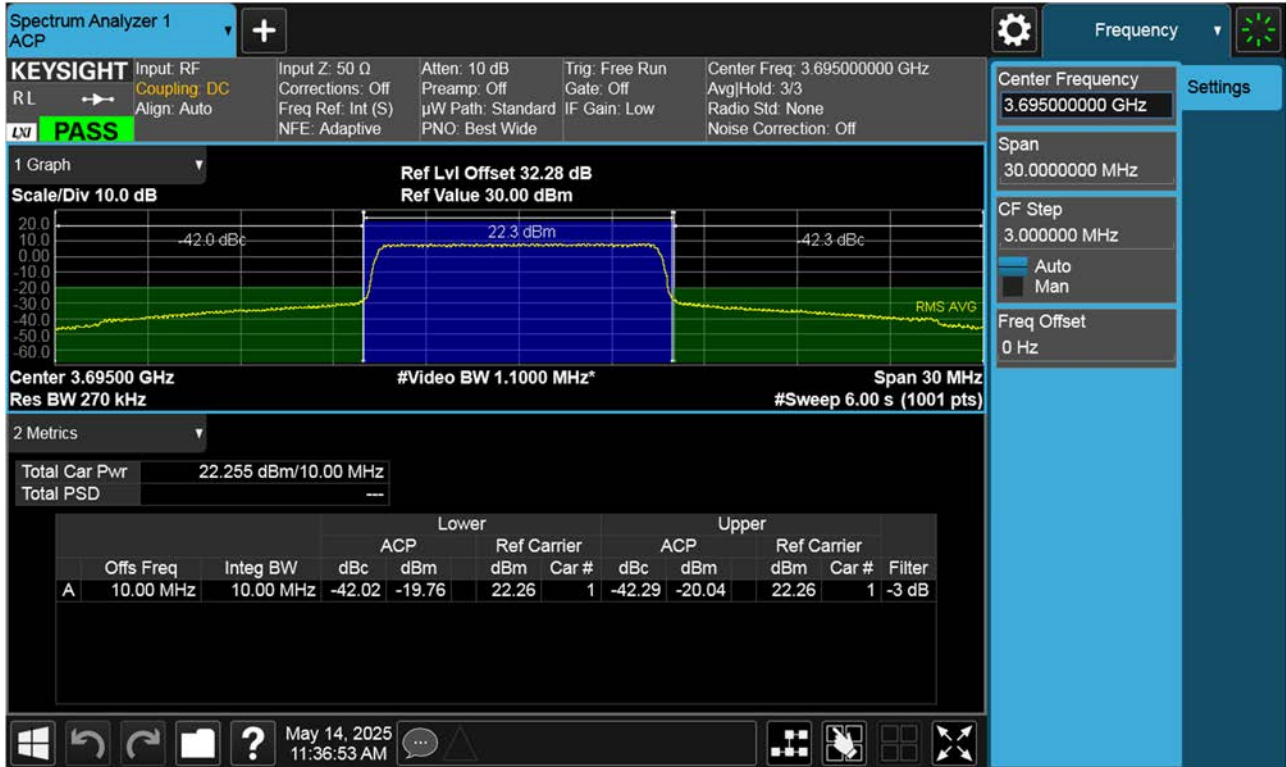 Spectrum Analyzer 1
ACP
Frequency
KEYSIGHT
RL
LXI PASS
Input: RF
Coupling: DC
Align: Auto
Input Z: 50 Ω
Corrections: Off
Freq Ref: Int (S)
NFE: Adaptive
Atten: 10 dB
Preamp: Off
µW Path: Standard
PNO: Best Wide
Trig: Free Run
Gate: Off
IF Gain: Low
Center Freq: 3.695000000 GHz
Avg|Hold: 3/3
Radio Std: None
Noise Correction: Off
1 Graph
Scale/Div 10.0 dB
Ref Lvl Offset 32.28 dB
Ref Value 30.00 dBm
20.0
10.0
0.00
-10.0
-20.0
-30.0
-40.0
-50.0
-60.0
-42.0 dBc
22.3 dBm
-42.3 dBc
RMS AVG
Center 3.69500 GHz
#Video BW 1.1000 MHz*
Span 30 MHz
Res BW 270 kHz
#Sweep 6.00 s (1001 pts)
2 Metrics
Total Car Pwr 22.255 dBm/10.00 MHz
Total PSD ---
Lower Upper
ACP Ref Carrier ACP Ref Carrier
Offs Freq Integ BW dBc dBm dBm Car # dBc dBm dBm Car # Filter
A 10.00 MHz 10.00 MHz -42.02 -19.76 22.26 1 -42.29 -20.04 22.26 1 -3 dB
May 14, 2025
11:36:53 AM
Center Frequency
3.695000000 GHz
Span
30.0000000 MHz
CF Step
3.000000 MHz
Auto
Man
Freq Offset
0 Hz
Settings